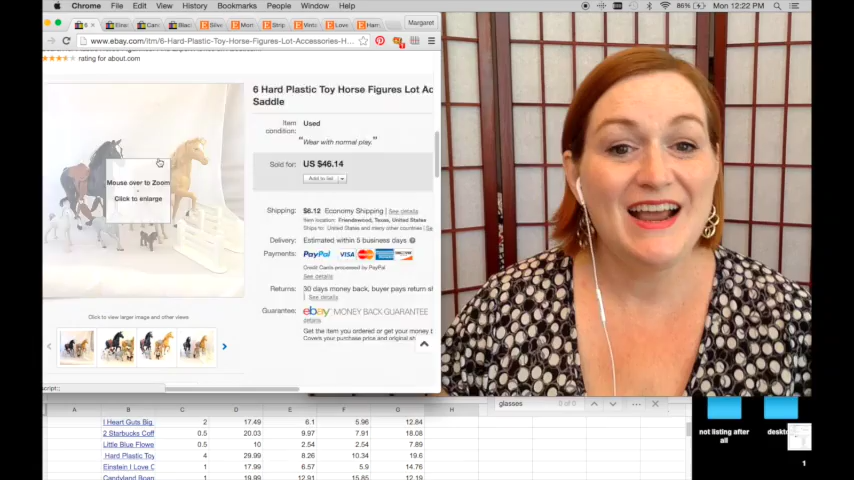 Chrome File Edit View History Bookmarks People Window Help
86% Mon 12:22 PM
Margaret
www.ebay.com/itm/6-Hard-Plastic-Toy-Horse-Figures-Lot-Accessories-H...
rating for about.com
6 Hard Plastic Toy Horse Figures Lot Ac
Saddle
Item condition: Used
"Wear with normal play."
Sold for: US $46.14
Add to list
Mouse over to Zoom
-
Click to enlarge
Shipping: $6.12 Economy Shipping | See details
Item location: Friendswood, Texas, United States
Ships to: United States and many other countries
Delivery: Estimated within 5 business days
Payments: PayPal VISA MasterCard AMERICAN EXPRESS DISCOVER
Credit Cards processed by PayPal
See details
Returns: 30 days money back, buyer pays return sh
| See details
Guarantee: ebay MONEY BACK GUARANTEE
details
Get the item you ordered or get your money b
Covers your purchase price and original sh
Click to view larger image and other views
script:;
glasses 0 of 0
A B C D E F G H
I Heart Guts Big 2 17.49 6.1 5.96 12.84
2 Starbucks Coff 0.5 20.03 9.97 7.91 18.08
Little Blue Flowe 0.5 10 2.54 2.54 7.89
Hard Plastic Toy 4 29.99 8.26 10.34 19.6
Einstein I Love C 1 17.99 6.57 5.9 14.76
Candyland Board 1 19.99 12.91 15.85 12.19
not listing after all
deskto
1